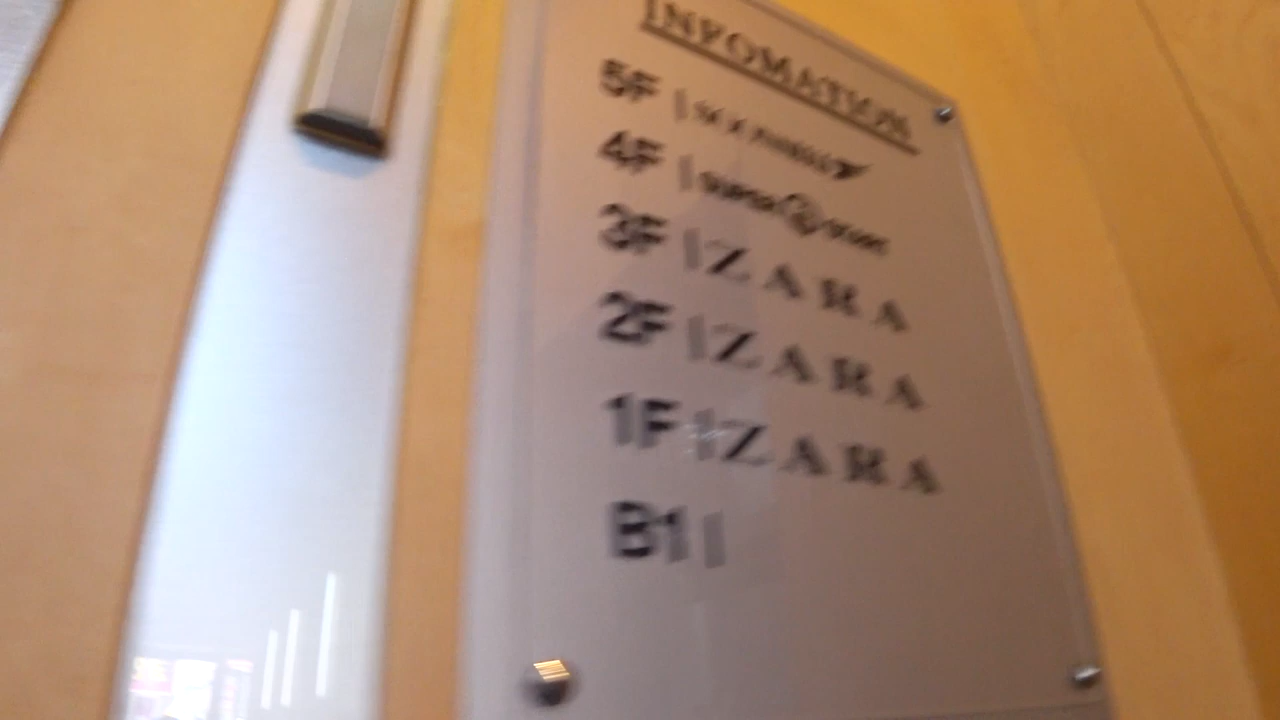 INFOMATION
5F |
4F |
3F | ZARA
2F | ZARA
1F | ZARA
B1 |